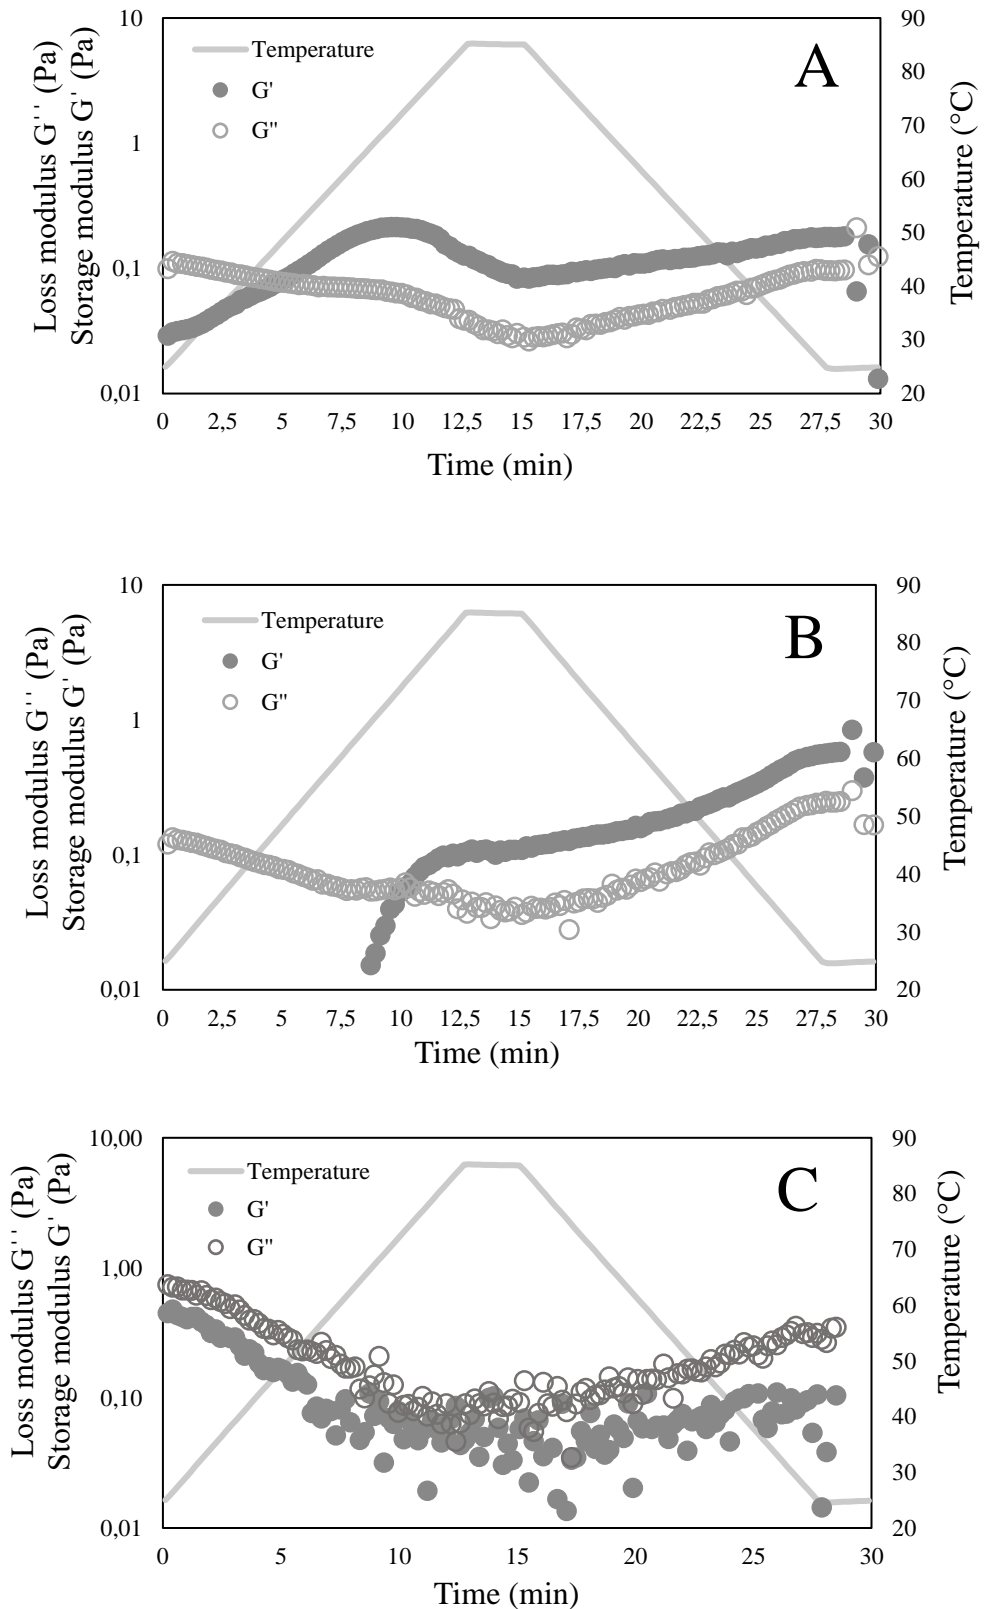 10
1
0,1
0,01
Loss modulus G'' (Pa)
Storage modulus G' (Pa)
Temperature
G'
G''
A
90
80
70
60
50
40
30
20
Temperature (°C)
0 2,5 5 7,5 10 12,5 15 17,5 20 22,5 25 27,5 30
Time (min)
10
1
0,1
0,01
Loss modulus G'' (Pa)
Storage modulus G' (Pa)
Temperature
G'
G''
B
90
80
70
60
50
40
30
20
Temperature (°C)
0 2,5 5 7,5 10 12,5 15 17,5 20 22,5 25 27,5 30
Time (min)
10,00
1,00
0,10
0,01
Loss modulus G'' (Pa)
Storage modulus G' (Pa)
Temperature
G'
G''
C
90
80
70
60
50
40
30
20
Temperature (°C)
0 5 10 15 20 25 30
Time (min)